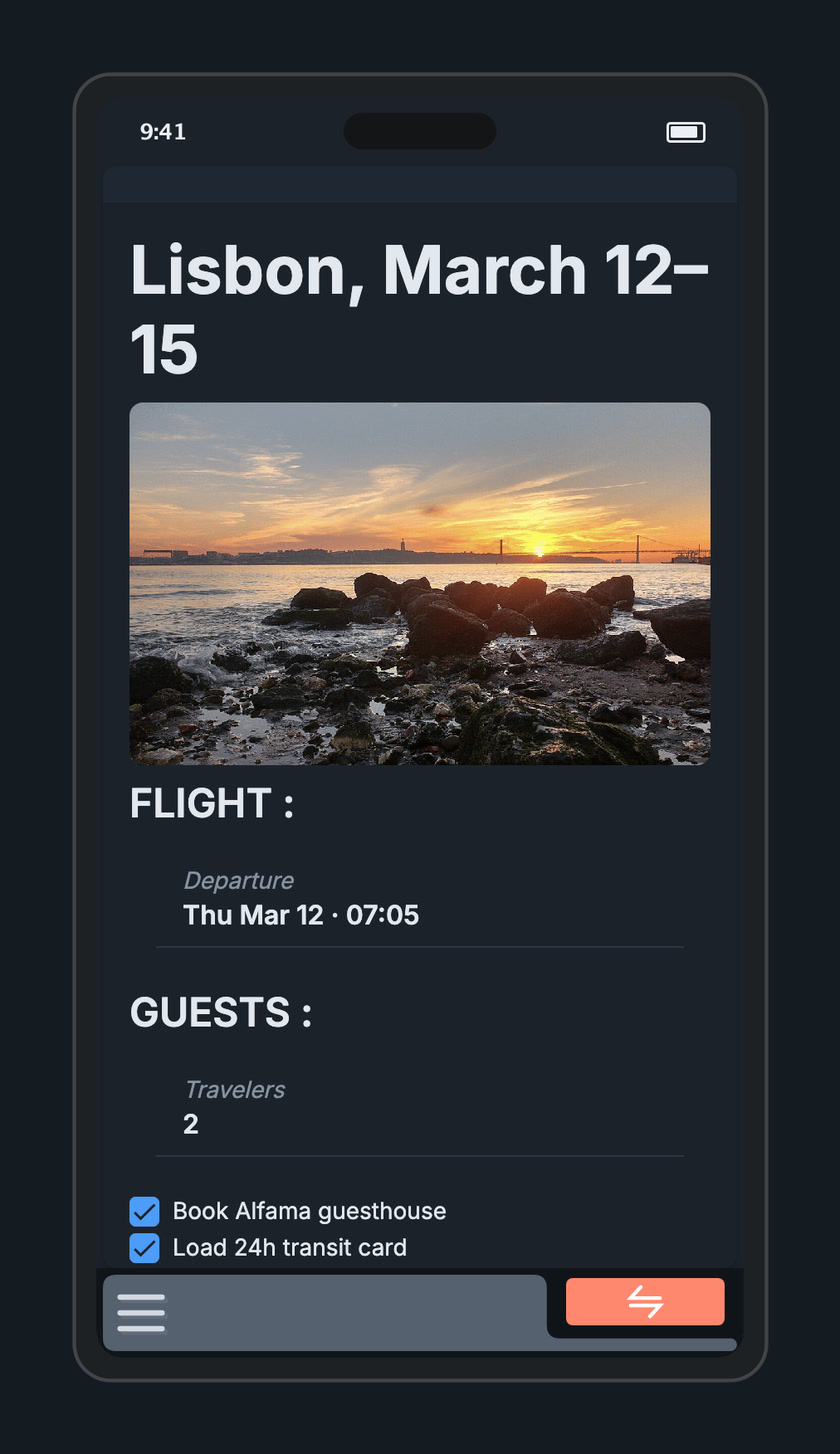 9:41
Lisbon, March 12–
15
FLIGHT :
Departure
Thu Mar 12 · 07:05
GUESTS :
Travelers
2
Book Alfama guesthouse
Load 24h transit card